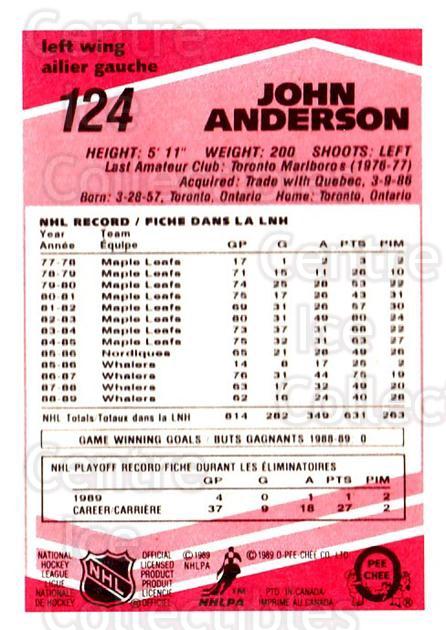 left wing
ailier gauche
124
JOHN
ANDERSON
HEIGHT: 5' 11" WEIGHT: 200 SHOOTS: LEFT
Last Amateur Club: Toronto Marlboros (1976-77)
Acquired: Trade with Quebec, 3-9-86
Born: 3-28-57, Toronto, Ontario Home: Toronto, Ontario
NHL RECORD / FICHE DANS LA LNH
Year Team
Année Équipe GP G A PTS PIM
77-78 Maple Leafs 17 1 2 3 2
78-79 Maple Leafs 71 15 11 26 10
79-80 Maple Leafs 74 25 28 53 22
80-81 Maple Leafs 75 17 26 43 31
81-82 Maple Leafs 69 31 26 57 30
82-83 Maple Leafs 80 31 49 80 24
83-84 Maple Leafs 73 37 31 68 22
84-85 Maple Leafs 75 32 31 63 27
85-86 Nordiques 65 21 28 49 26
85-86 Whalers 14 8 17 25 2
86-87 Whalers 76 31 44 75 19
87-88 Whalers 63 17 32 49 20
88-89 Whalers 62 16 24 40 28
NHL Totals/Totaux dans la LNH 814 282 349 631 263
GAME WINNING GOALS / BUTS GAGNANTS 1988-89 0
NHL PLAYOFF RECORD/FICHE DURANT LES ÉLIMINATOIRES
GP G A PTS PIM
1989 4 0 1 1 2
CAREER/CARRIÈRE 37 9 18 27 2
NATIONAL
HOCKEY
LEAGUE
LIGUE
NATIONALE
DE HOCKEY
NHL
OFFICIAL
LICENSED
PRODUCT
PRODUIT
LICENCIÉ
OFFICIEL
©1989
NHLPA
NHLPA
TM
©1989 O-PEE-CHEE CO. LTD.
PTD. IN CANADA
IMPRIMÉ AU CANADA
O
PEE
CHEE
®
Centre
Ice
Collectibles